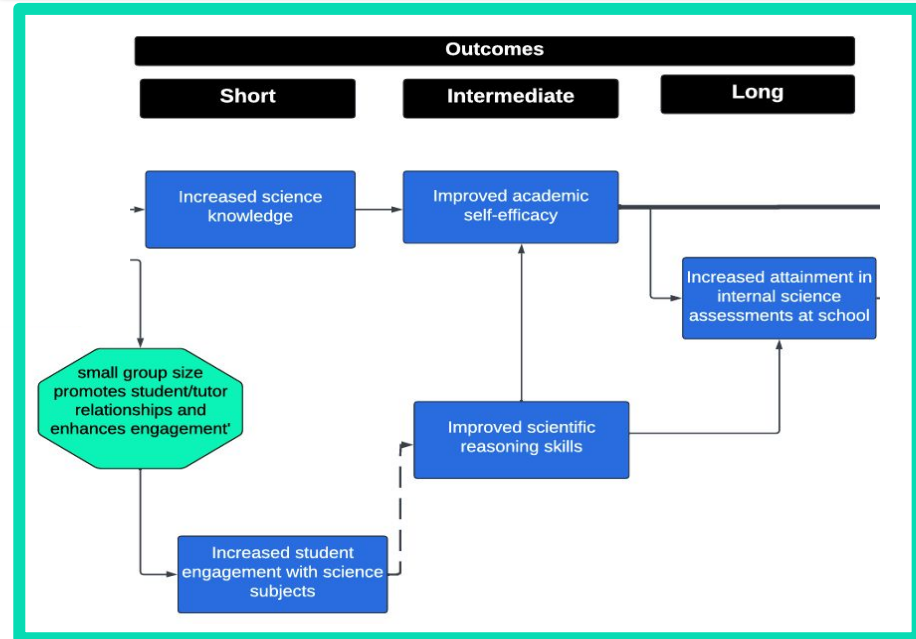 Outcomes
Short
Intermediate
Long
Increased science
knowledge
Improved academic
self-efficacy
Increased attainment in
internal science
assessments at school
small group size
promotes student/tutor
relationships and
enhances engagement'
Improved scientific
reasoning skills
Increased student
engagement with science
subjects